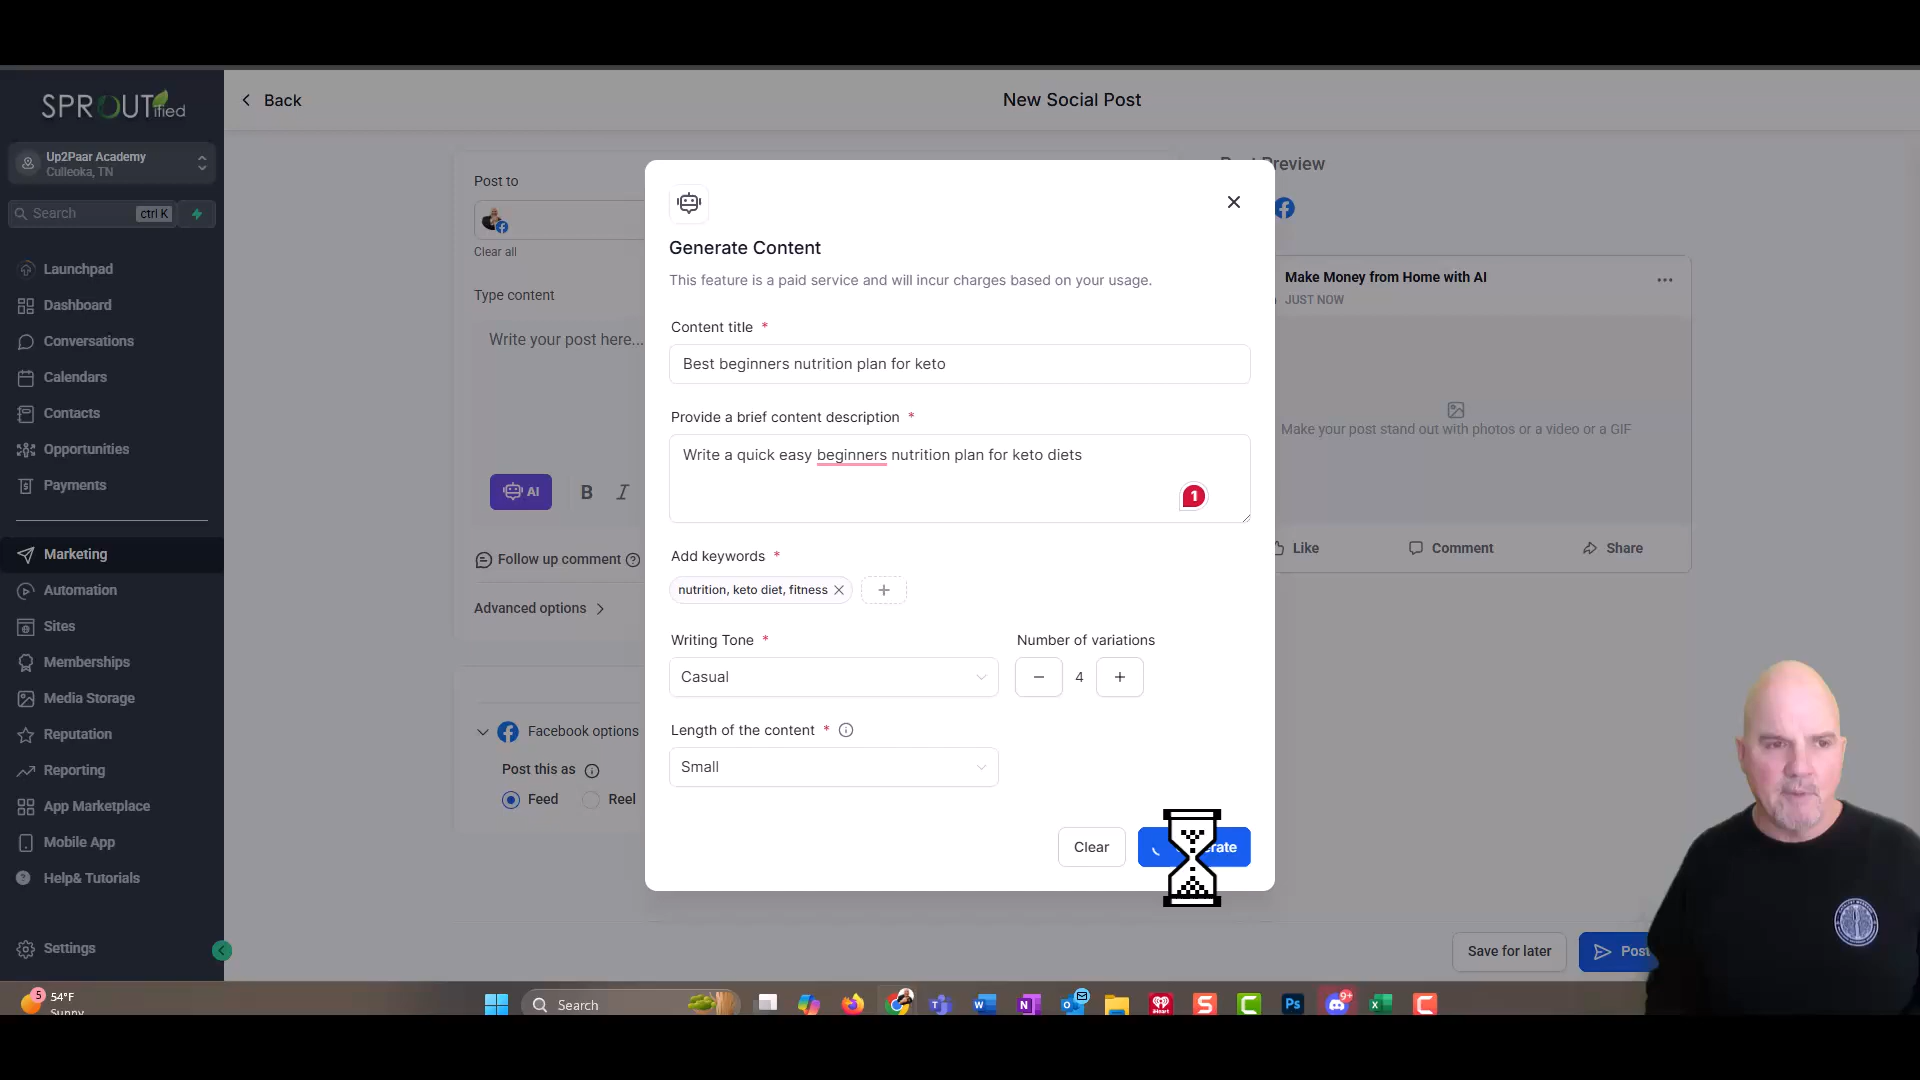 SPROUTified
Up2Paar Academy
Culleoka, TN
Search
ctrl K
Launchpad
Dashboard
Conversations
Calendars
Contacts
Opportunities
Payments
Marketing
Automation
Sites
Memberships
Media Storage
Reputation
Reporting
App Marketplace
Mobile App
Help& Tutorials
Settings
Back
New Social Post
Post to
Clear all
Type content
Write your post here...
AI
B
I
Follow up comment
Advanced options
Facebook options
Post this as
Feed
Reel
Generate Content
This feature is a paid service and will incur charges based on your usage.
Content title *
Best beginners nutrition plan for keto
Provide a brief content description *
Write a quick easy beginners nutrition plan for keto diets
1
Add keywords *
nutrition, keto diet, fitness
Writing Tone *
Number of variations
Casual
4
Length of the content *
Small
Clear
Preview
Make Money from Home with AI
JUST NOW
Make your post stand out with photos or a video or a GIF
Like
Comment
Share
Save for later
Post
5
54°F
Sunny
Search
9+